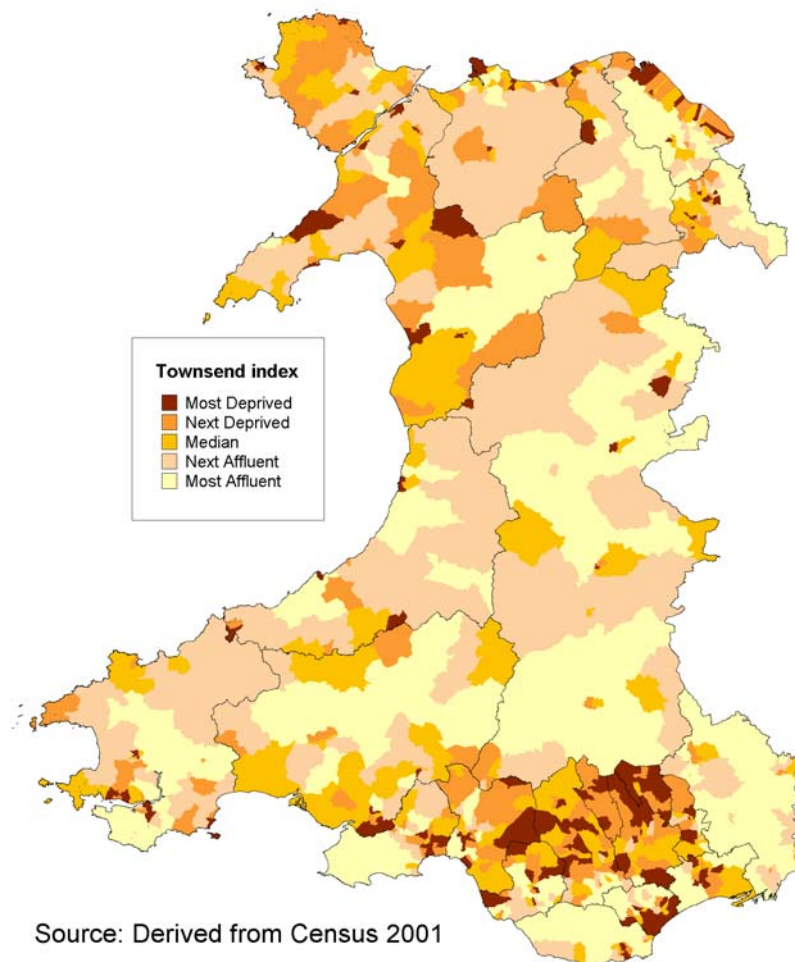 Townsend index
Most Deprived
Next Deprived
Median
Next Affluent
Most Affluent
Source: Derived from Census 2001